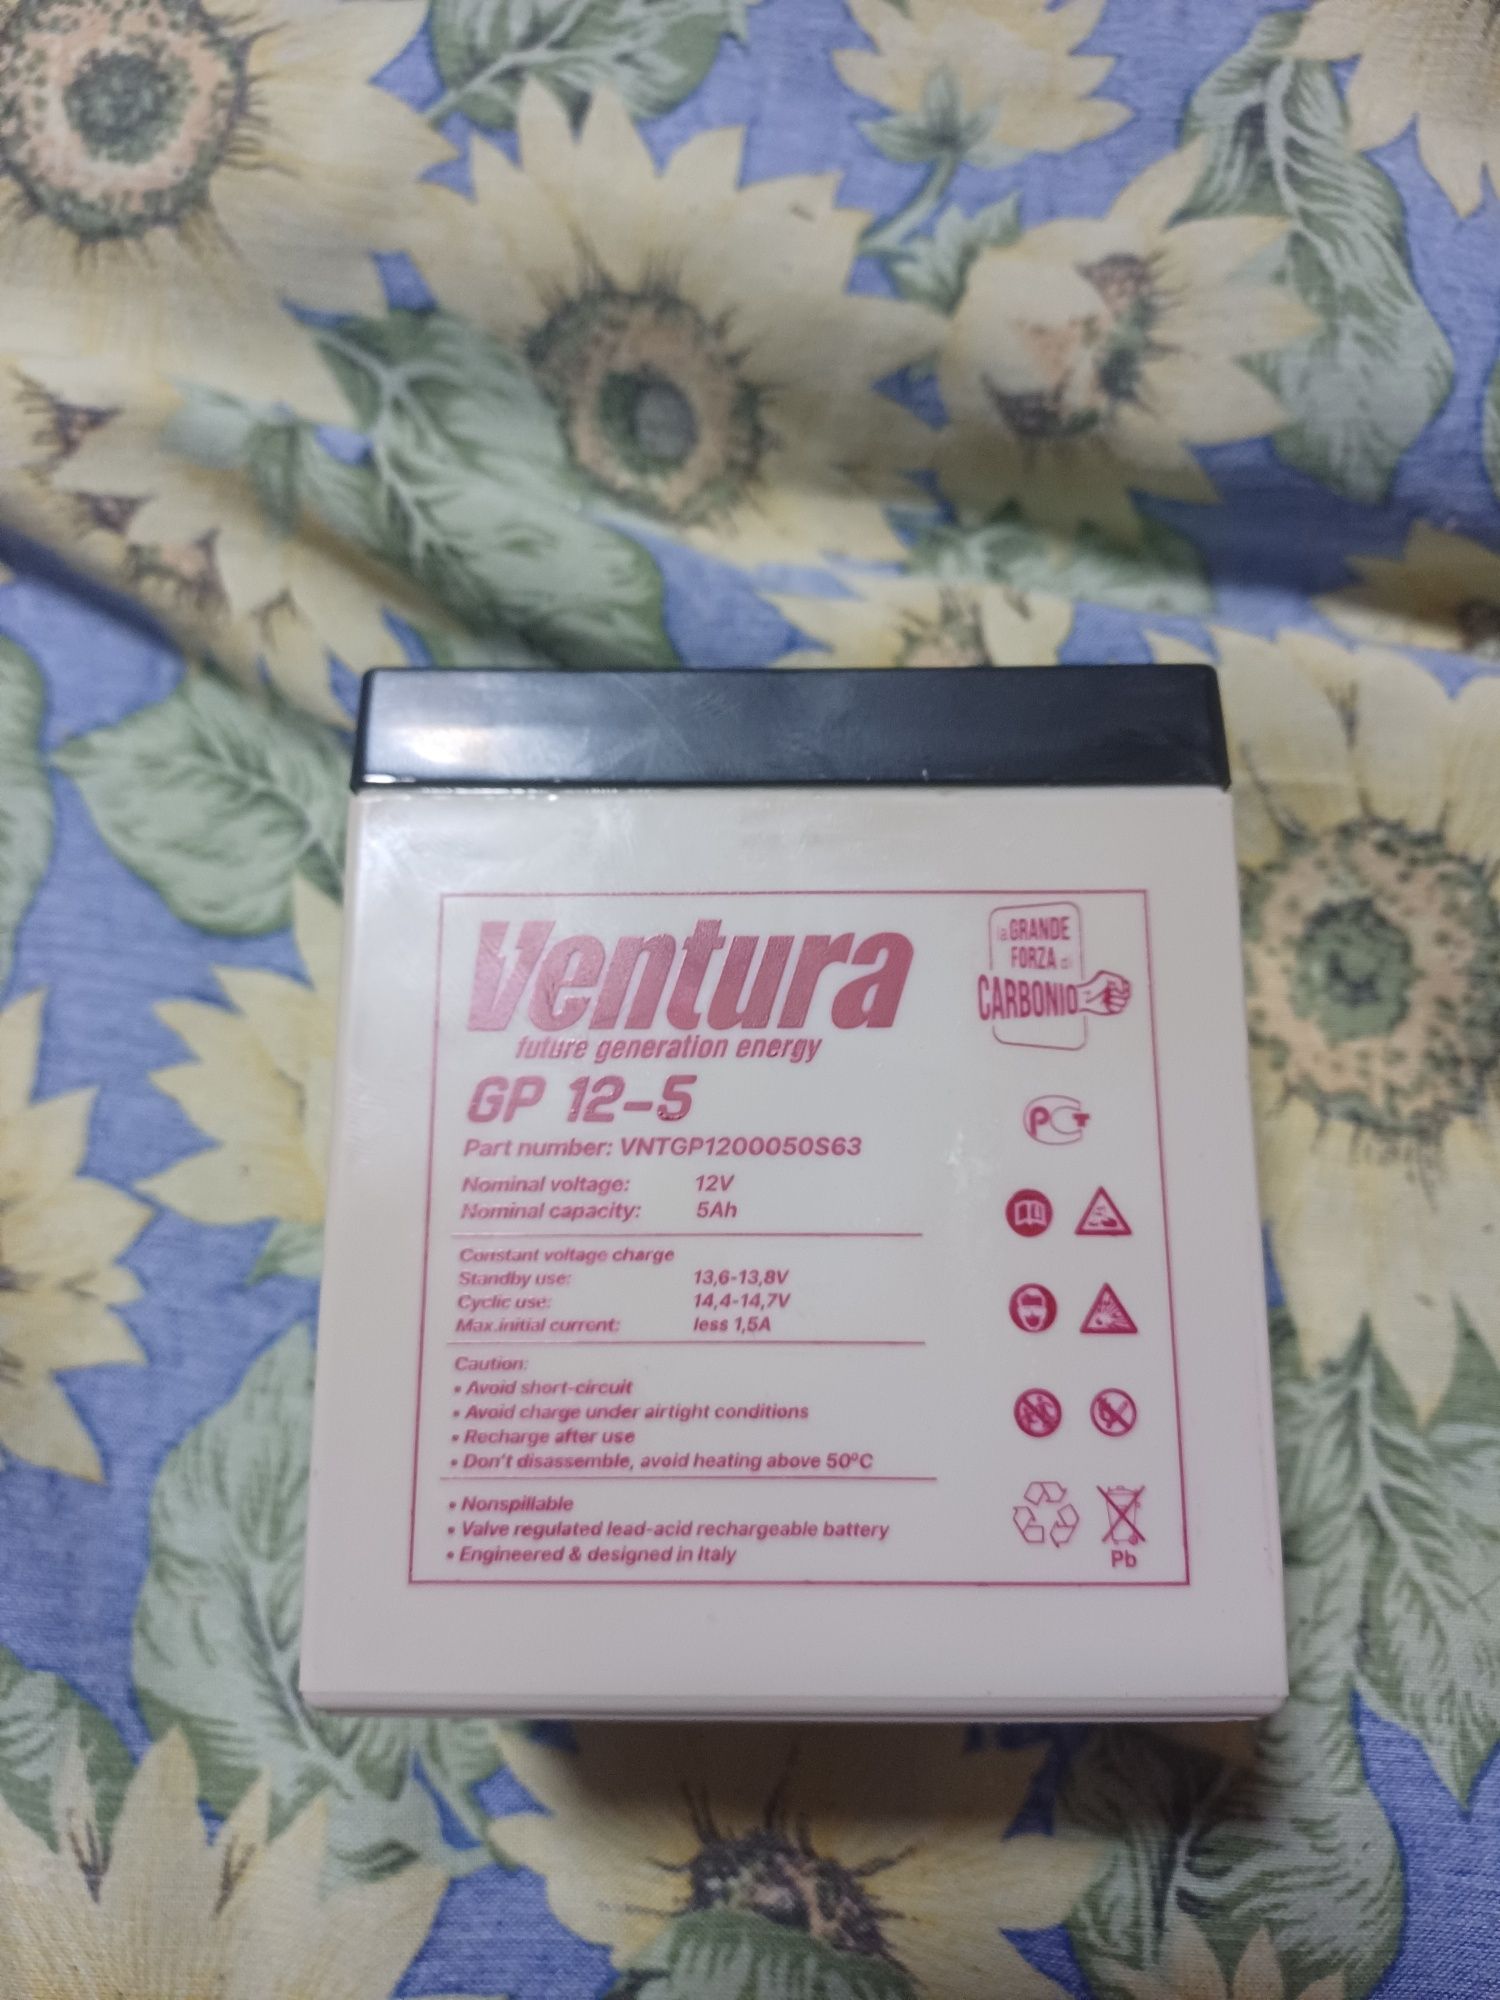 Ventura
future generation energy
la GRANDE
FORZA di
CARBONIO
GP 12-5
Part number: VNTGP1200050S63
Nominal voltage: 12V
Nominal capacity: 5Ah
Constant voltage charge
Standby use: 13,6-13,8V
Cyclic use: 14,4-14,7V
Max.initial current: less 1,5A
Caution:
• Avoid short-circuit
• Avoid charge under airtight conditions
• Recharge after use
• Don't disassemble, avoid heating above 50ºC
• Nonspillable
• Valve regulated lead-acid rechargeable battery
• Engineered & designed in Italy
РСТ
Pb